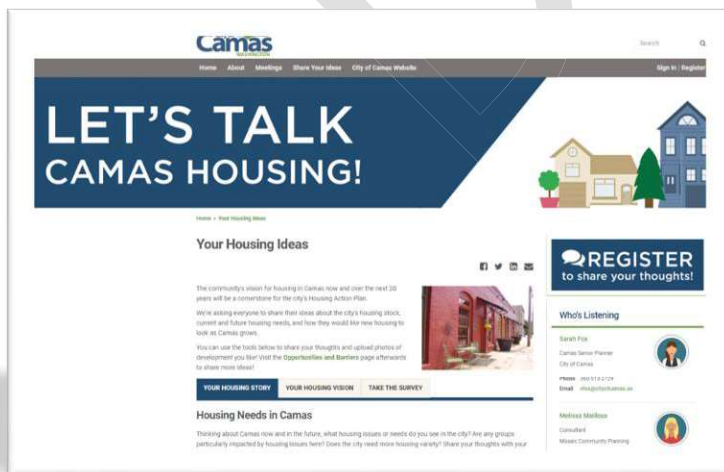 Camas
WASHINGTON
Search
Home About Meetings Share Your Ideas City of Camas Website Sign In | Register
LET'S TALK
CAMAS HOUSING!
Home » Your Housing Ideas
Your Housing Ideas
REGISTER
to share your thoughts!
The community's vision for housing in Camas now and over the next 20
years will be a cornerstone for the city's Housing Action Plan.
We're asking everyone to share their ideas about the city's housing stock,
current and future housing needs, and how they would like new housing to
look as Camas grows.
You can use the tools below to share your thoughts and upload photos of
development you like! Visit the Opportunities and Barriers page afterwards
to share more ideas!
Who's Listening
Sarah Fox
Camas Senior Planner
City of Camas
Phone
Email
YOUR HOUSING STORY YOUR HOUSING VISION TAKE THE SURVEY
Housing Needs in Camas
Thinking about Camas now and in the future, what housing issues or needs do you see in the city? Are any groups
particularly impacted by housing issues here? Does the city need more housing variety? Share your thoughts with your
Melissa Mailloux
Consultant
Mosaic Community Planning